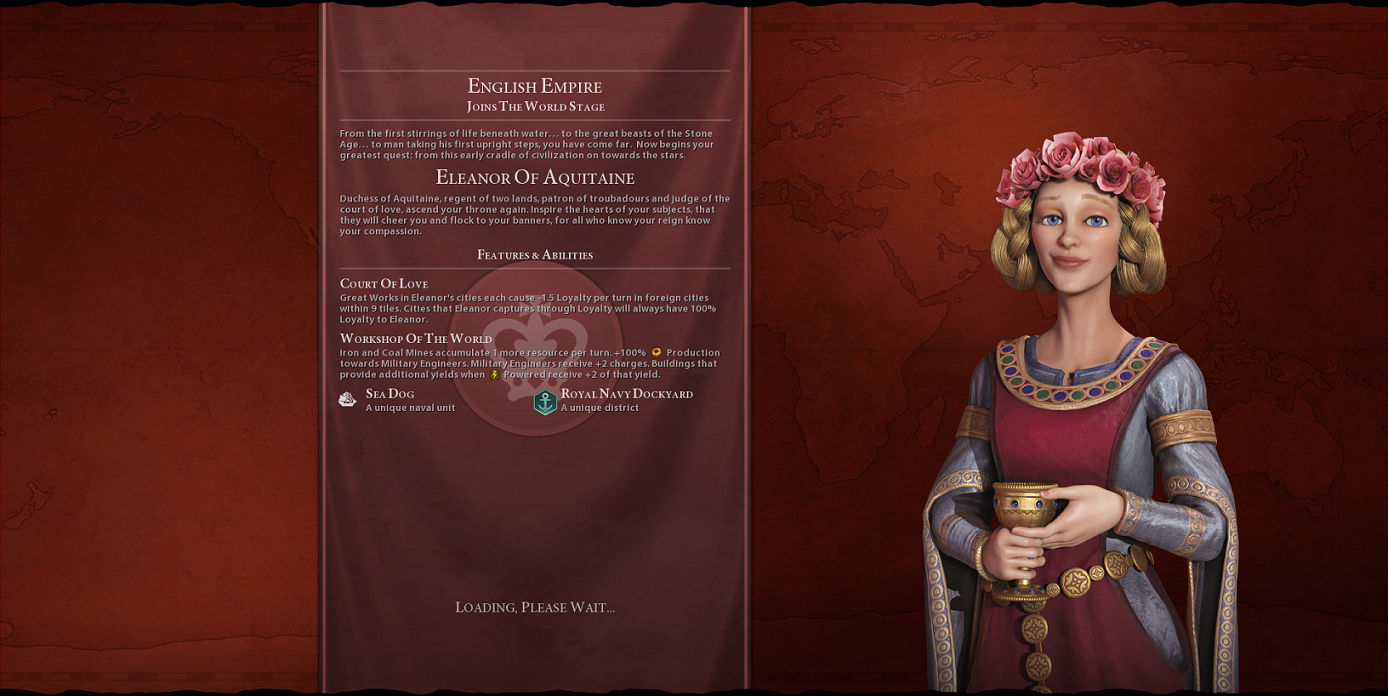 English Empire
Joins The World Stage
From the first stirrings of life beneath water... to the great beasts of the Stone
Age... to man taking his first upright steps, you have come far. Now begins your
greatest quest: from this early cradle of civilization on towards the stars.
Eleanor Of Aquitaine
Duchess of Aquitaine, regent of two lands, patron of troubadours and judge of the
court of love, ascend your throne again. Inspire the hearts of your subjects, that
they will cheer you and flock to your banners, for all who know your reign know
your compassion.
Features & Abilities
Court Of Love
Great Works in Eleanor's cities each cause -1.5 Loyalty per turn in foreign cities
within 9 tiles. Cities that Eleanor captures through Loyalty will always have 100%
Loyalty to Eleanor.
Workshop Of The World
Iron and Coal Mines accumulate 1 more resource per turn. +100% Production
towards Military Engineers. Military Engineers receive +2 charges. Buildings that
provide additional yields when Powered receive +2 of that yield.
Sea Dog
A unique naval unit
Royal Navy Dockyard
A unique district
Loading, Please Wait...